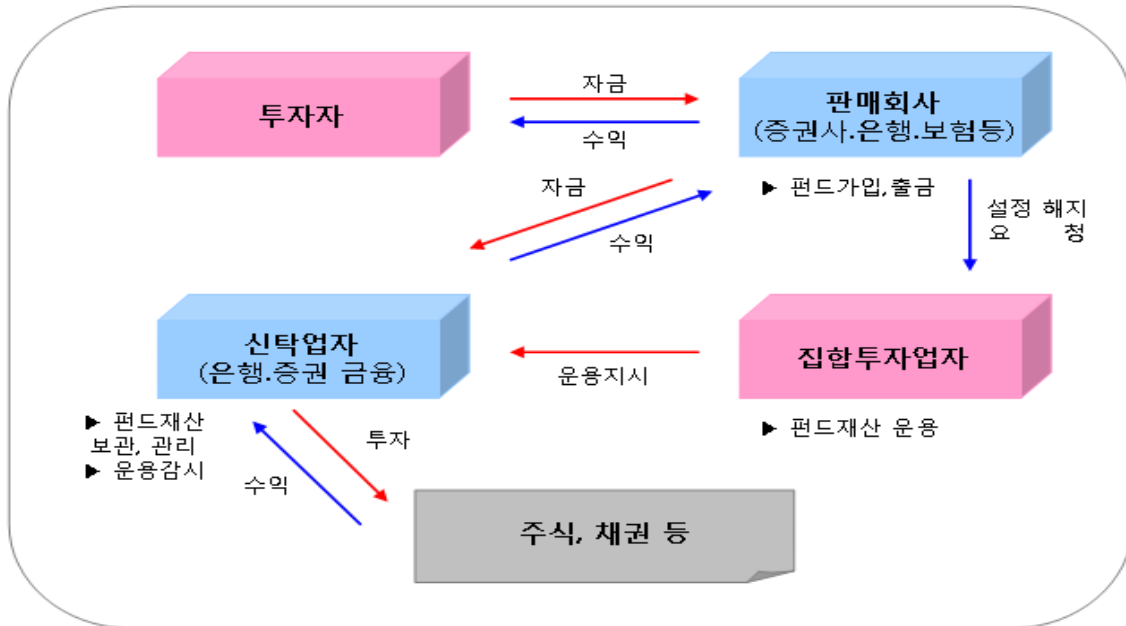 투자자
자금
수익
판매회사
(증권사.은행.보험등)
▶ 펀드가입,출금
자금
수익
설정 해지
요 청
신탁업자
(은행.증권 금융)
운용지시
집합투자업자
▶ 펀드재산
보관, 관리
▶ 운용감시
▶ 펀드재산 운용
투자
수익
주식, 채권 등